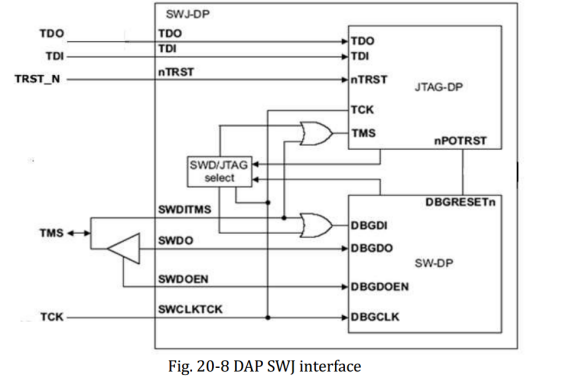 SWJ-DP
TDO TDO TDO
TDI TDI TDI
TRST_N nTRST nTRST
JTAG-DP
TCK
TMS
nPOTRST
SWD/JTAG
select
DBGRESETn
SWDITMS
DBGDI
TMS SWDO DBGDO
SW-DP
SWDOEN DBGDOEN
TCK SWCLKTCK DBGCLK
Fig. 20-8 DAP SWJ interface